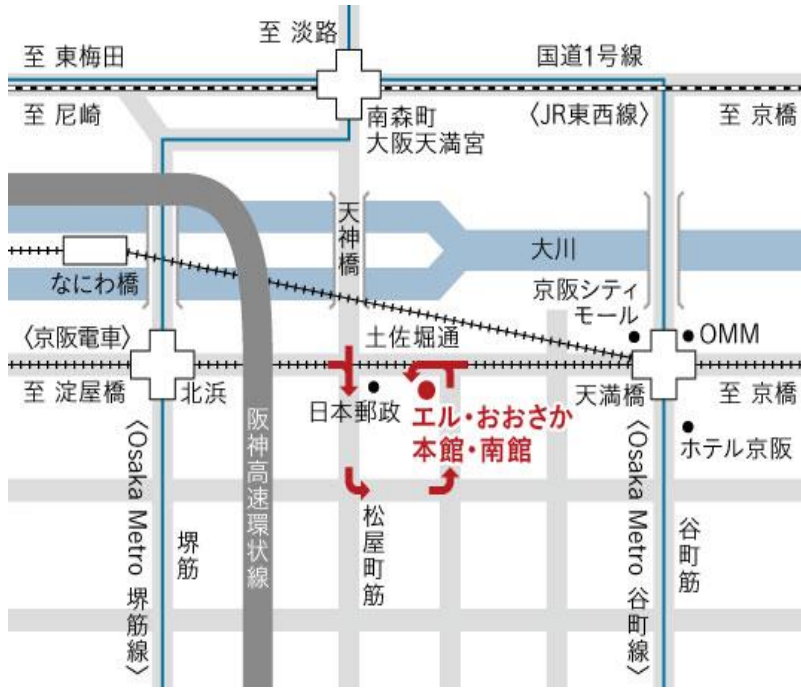 至 淡路
至 東梅田
国道1号線
至 尼崎
南森町
大阪天満宮
〈JR東西線〉
至 京橋
天神橋
大川
なにわ橋
京阪シティ
モール
〈京阪電車〉
土佐堀通
OMM
至 淀屋橋
北浜
日本郵政
エル・おおさか
本館・南館
天満橋
至 京橋
ホテル京阪
阪神高速環状線
〈Osaka Metro 堺筋線〉
堺筋
松屋町筋
〈Osaka Metro 谷町線〉
谷町筋